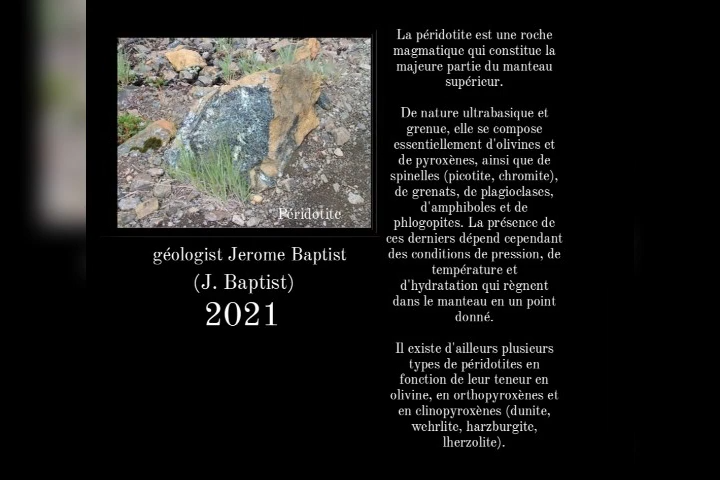 Péridotite
géologist Jerome Baptist
(J. Baptist)
2021
La péridotite est une roche
magmatique qui constitue la
majeure partie du manteau
supérieur.
De nature ultrabasique et
grenue, elle se compose
essentiellement d'olivines et
de pyroxènes, ainsi que de
spinelles (picotite, chromite),
de grenats, de plagioclases,
d'amphiboles et de
phlogopites. La présence de
ces derniers dépend cependant
des conditions de pression, de
température et
d'hydratation qui règnent
dans le manteau en un point
donné.
Il existe d'ailleurs plusieurs
types de péridotites en
fonction de leur teneur en
olivine, en orthopyroxènes et
en clinopyroxènes (dunite,
wehrlite, harzburgite,
lherzolite).